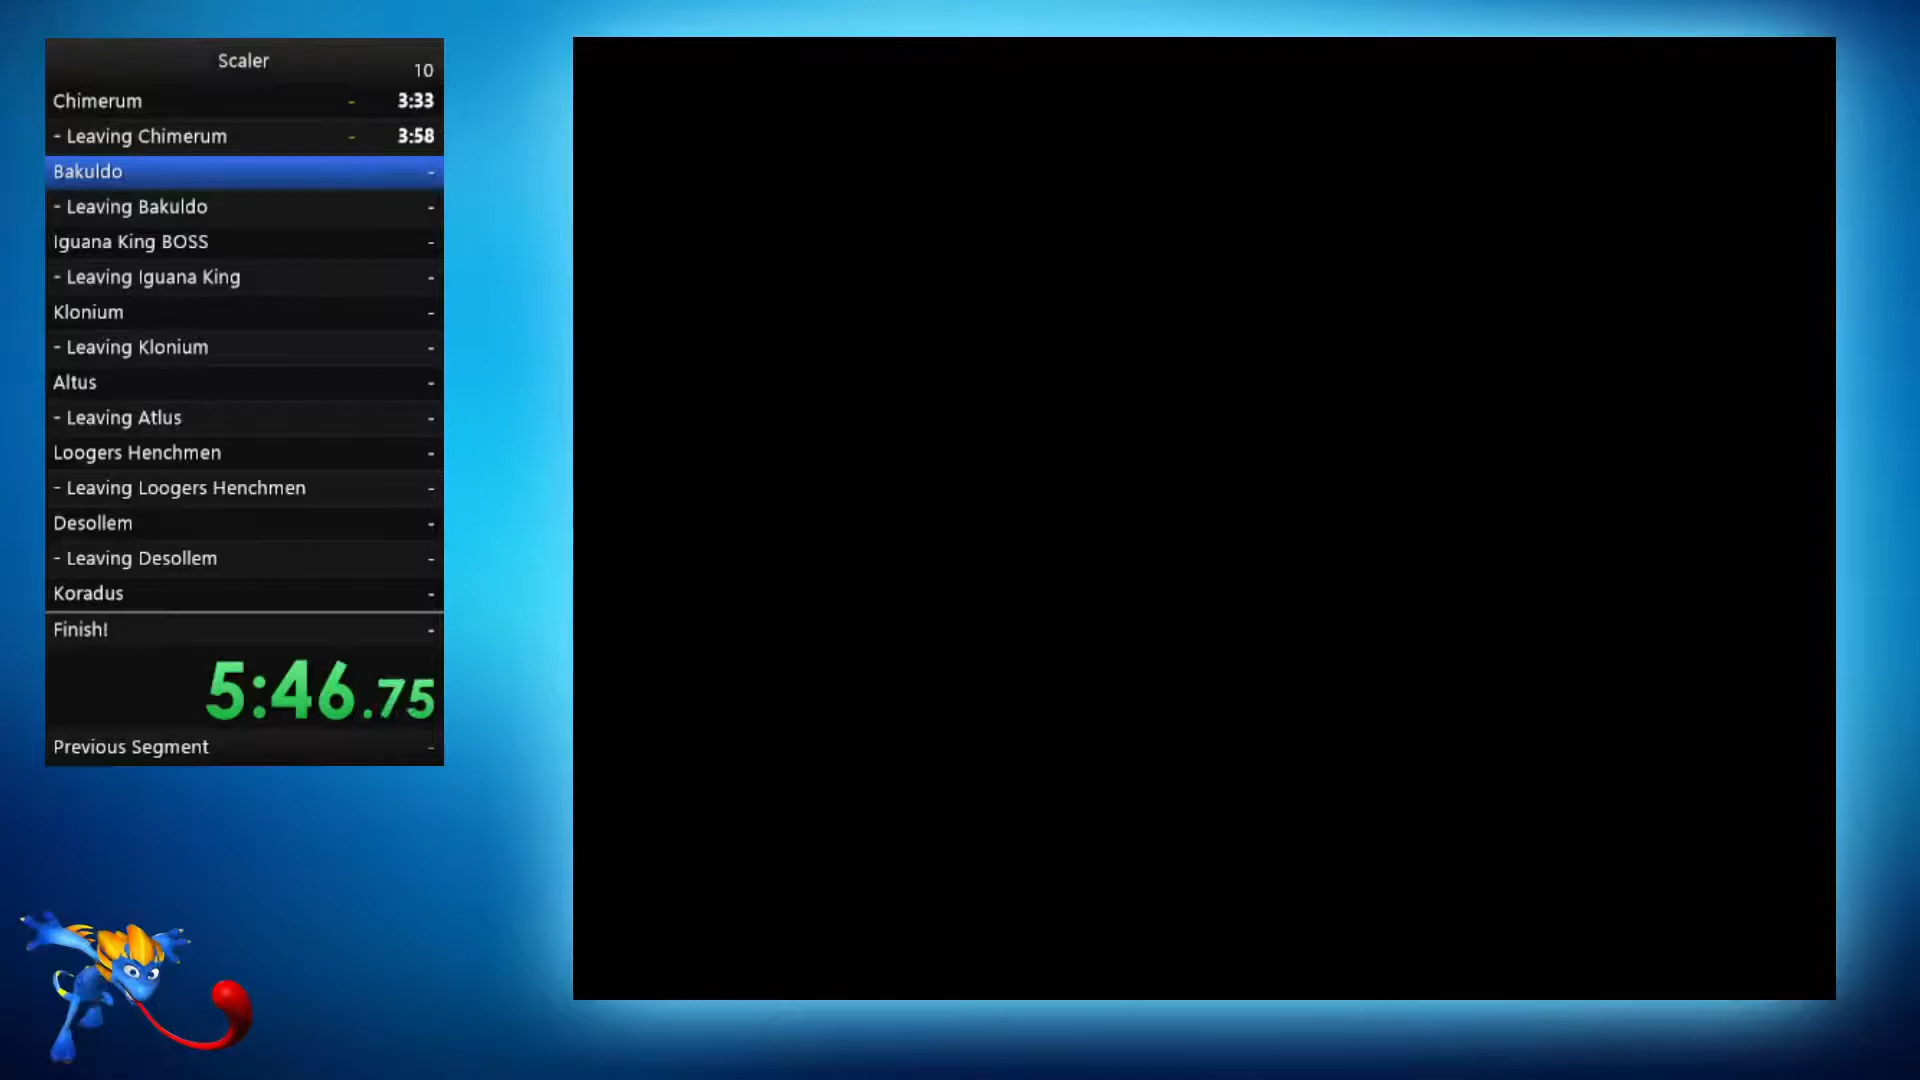 Scaler
10
Chimerum - 3:33
- Leaving Chimerum - 3:58
Bakuldo -
- Leaving Bakuldo -
Iguana King BOSS -
- Leaving Iguana King -
Klonium -
- Leaving Klonium -
Altus -
- Leaving Atlus -
Loogers Henchmen -
- Leaving Loogers Henchmen -
Desollem -
- Leaving Desollem -
Koradus -
Finish! -
5:46.75
Previous Segment -